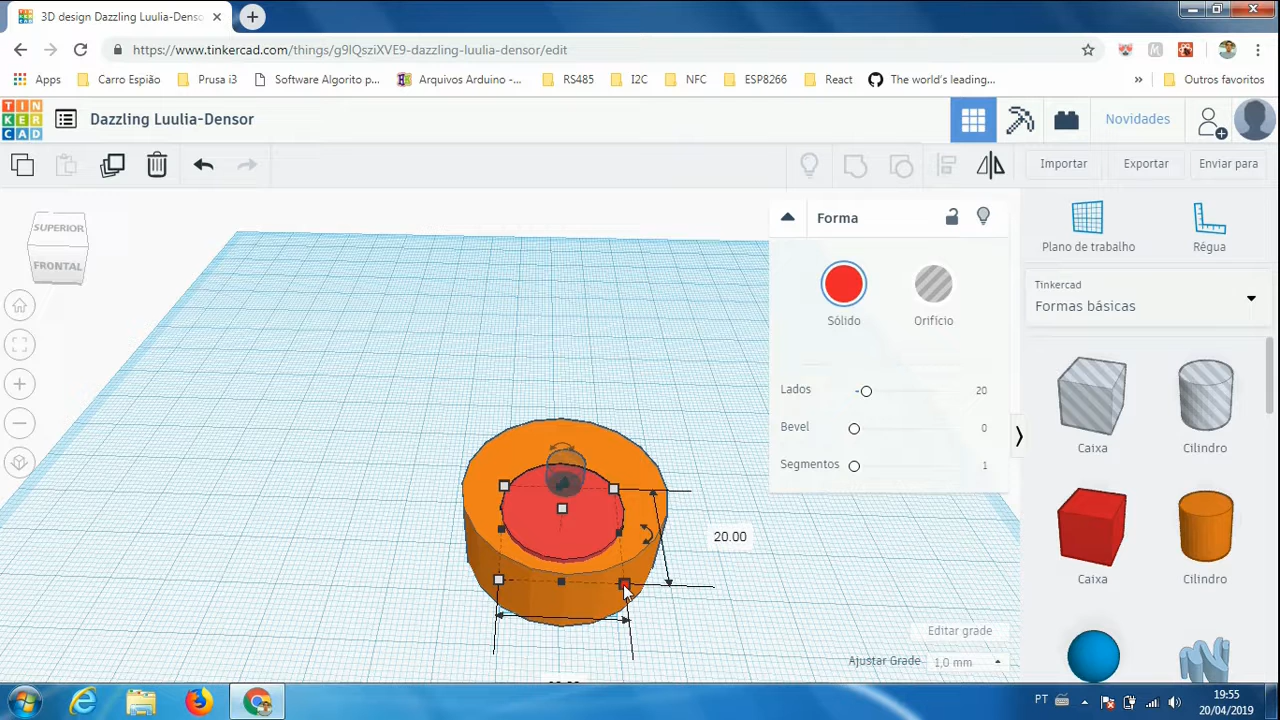 3D design Dazzling Luulia-Denso
https://www.tinkercad.com/things/g9lQsziXVE9-dazzling-luulia-densor/edit
Apps Carro Espião Prusa i3 Software Algorito p... Arquivos Arduino -... RS485 I2C NFC ESP8266 React The world's leading... » Outros favoritos
TIN
KER
CAD
Dazzling Luulia-Densor
Novidades
Importar Exportar Enviar para
SUPERIOR
FRONTAL
Forma
Sólido Orifício
Lados 20
Bevel 0
Segmentos 1
Plano de trabalho Régua
Tinkercad
Formas básicas
Caixa Cilindro
Caixa Cilindro
20.00
Editar grade
Ajustar Grade 1,0 mm
PT
19:55
20/04/2019